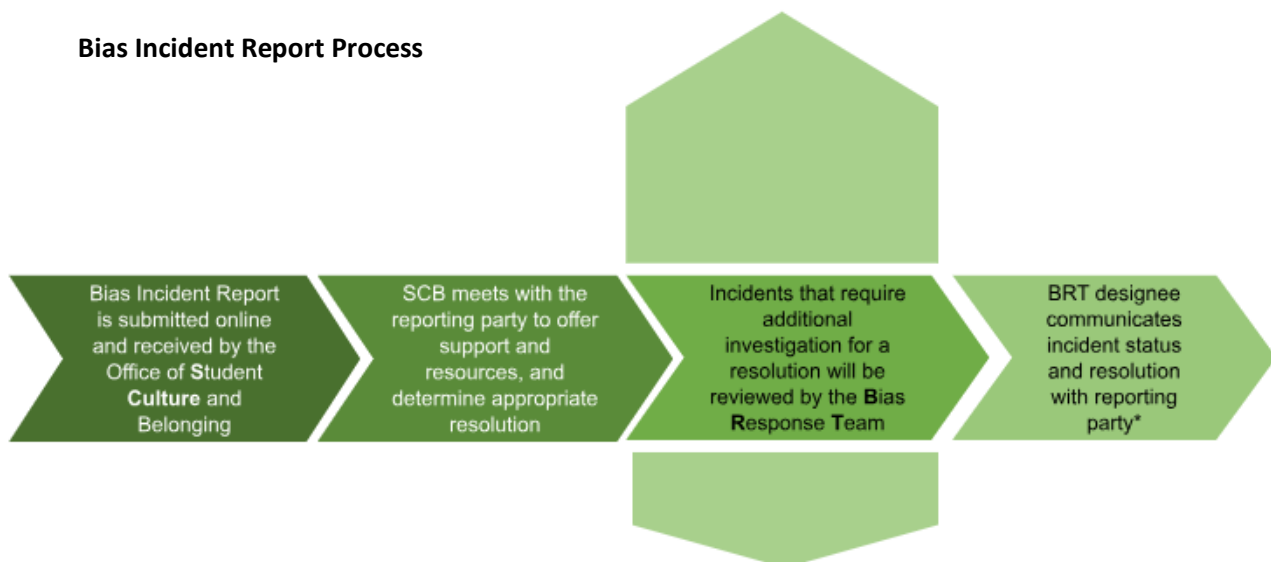 Bias Incident Report Process
Bias Incident Report
is submitted online
and received by the
Office of Student
Culture and
Belonging
SCB meets with the
reporting party to offer
support and
resources, and
determine appropriate
resolution
Incidents that require
additional
investigation for a
resolution will be
reviewed by the Bias
Response Team
BRT designee
communicates
incident status
and resolution
with reporting
party*